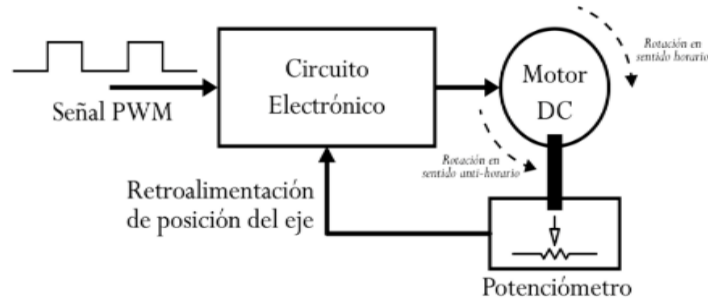 Señal PWM
Circuito
Electrónico
Motor
DC
Rotación en
sentido horario
Rotación en
sentido anti-horario
Retroalimentación
de posición del eje
Potenciómetro